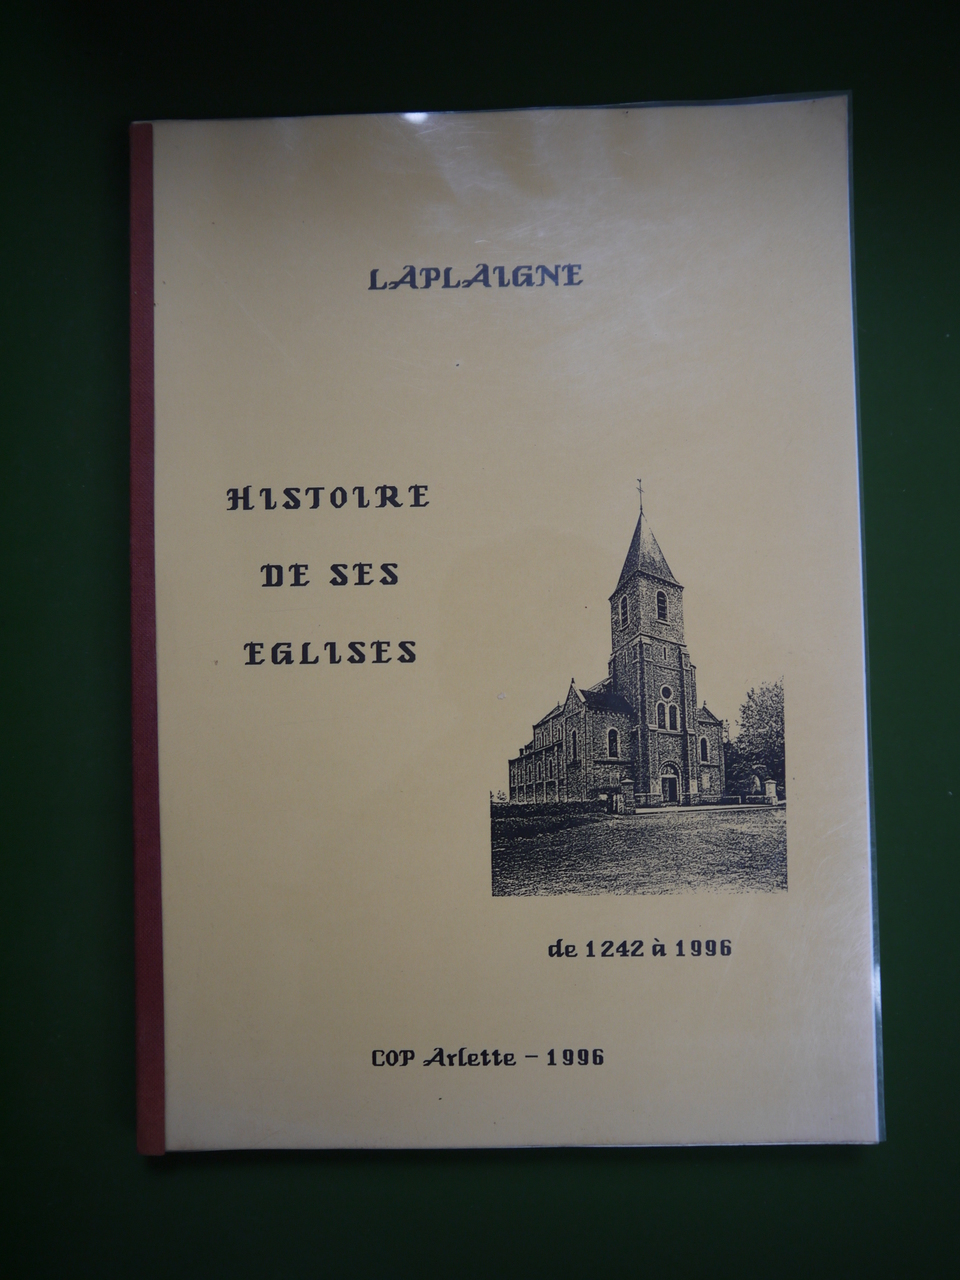 LAPLAIGNE
HISTOIRE
DE SES
EGLISES
de 1242 à 1996
COP Arlette - 1996